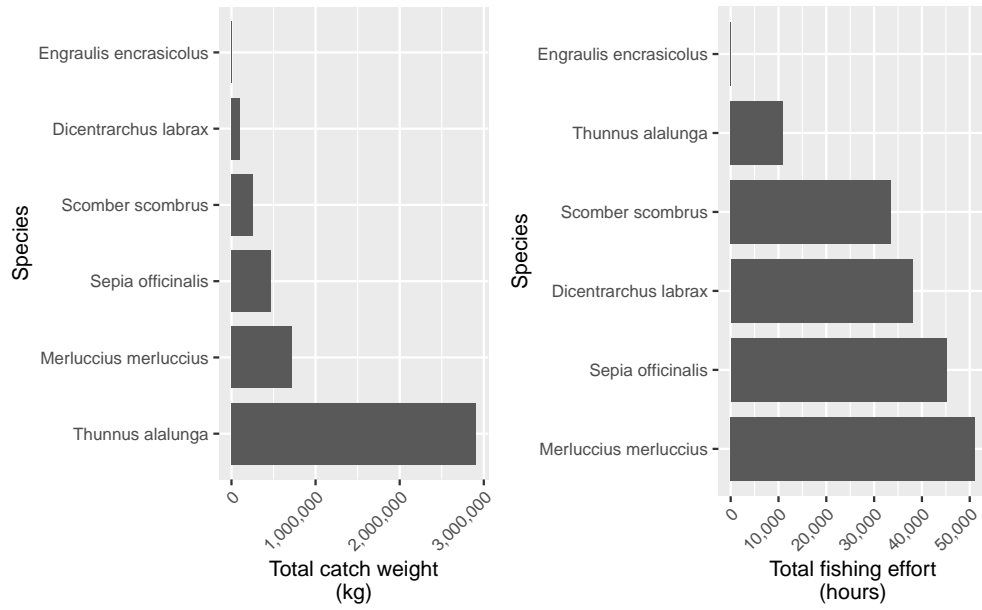 Species
Engraulis encrasicolus
Dicentrarchus labrax
Scomber scombrus
Sepia officinalis
Merluccius merluccius
Thunnus alalunga
0
1,000,000
2,000,000
3,000,000
Total catch weight
(kg)
Species
Engraulis encrasicolus
Thunnus alalunga
Scomber scombrus
Dicentrarchus labrax
Sepia officinalis
Merluccius merluccius
0
10,000
20,000
30,000
40,000
50,000
Total fishing effort
(hours)